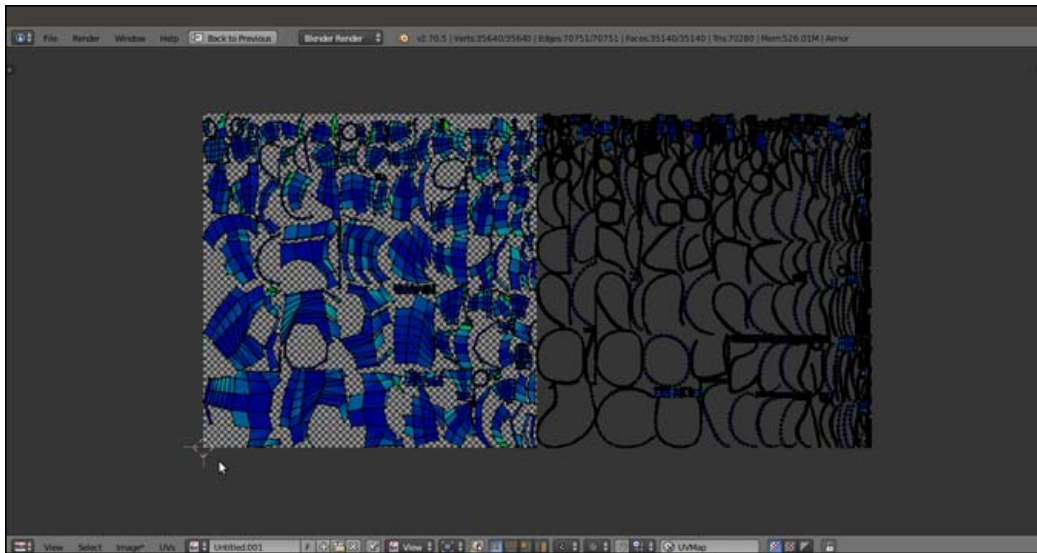 File Render Window Help Back to Previous Blender Render v2.70.5 | Verts:35640/35640 | Edges:70751/70751 | Faces:35140/35140 | Tris:70280 | Mem:526.01M | Armor
View Select Image* UVs Untitled.001 F View UVMap